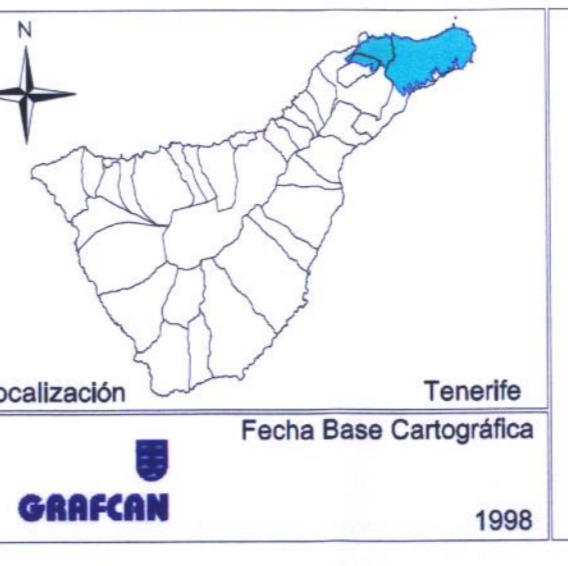 N
ocalización
Tenerife
Fecha Base Cartográfica
GRAFCAN
1998